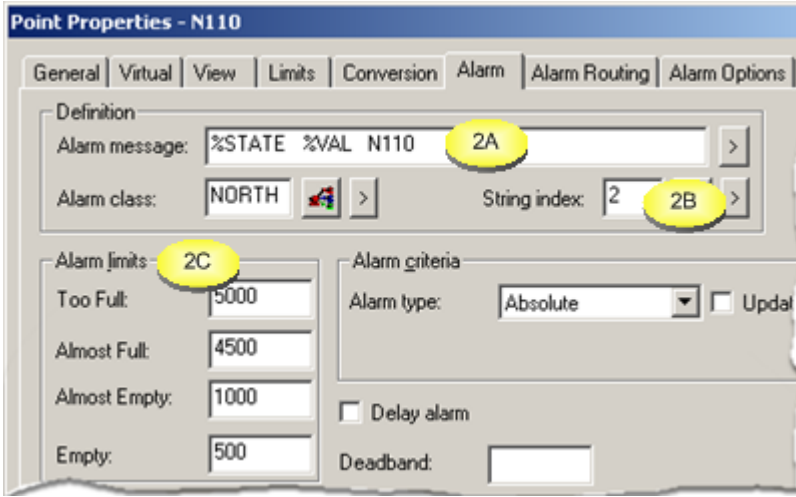 Point Properties - N110
General Virtual View Limits Conversion Alarm Alarm Routing Alarm Options
Definition
Alarm message: %STATE %VAL N110 2A >
Alarm class: NORTH > String index: 2 2B >
Alarm limits 2C
Too Full: 5000
Almost Full: 4500
Almost Empty: 1000
Empty: 500
Alarm criteria
Alarm type: Absolute Updat
Delay alarm
Deadband: